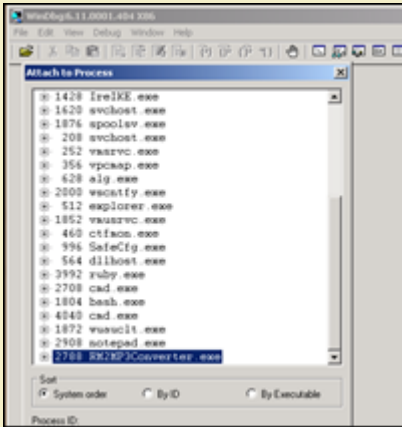 WinDbg:6.11.0001.404 X86
File Edit View Debug Window Help
Attach to Process
1428 IreIKE.exe
1620 svchost.exe
1876 spoolsv.exe
208 svchost.exe
252 vmsrvc.exe
356 vpcmap.exe
628 alg.exe
2000 wscntfy.exe
512 explorer.exe
1852 vmusrvc.exe
460 ctfmon.exe
996 SafeCfg.exe
564 dllhost.exe
3992 ruby.exe
2708 cmd.exe
1804 bash.exe
4040 cmd.exe
1872 wuauclt.exe
2908 notepad.exe
2788 RM2MP3Converter.exe
Sort
System order By ID By Executable
Process ID: